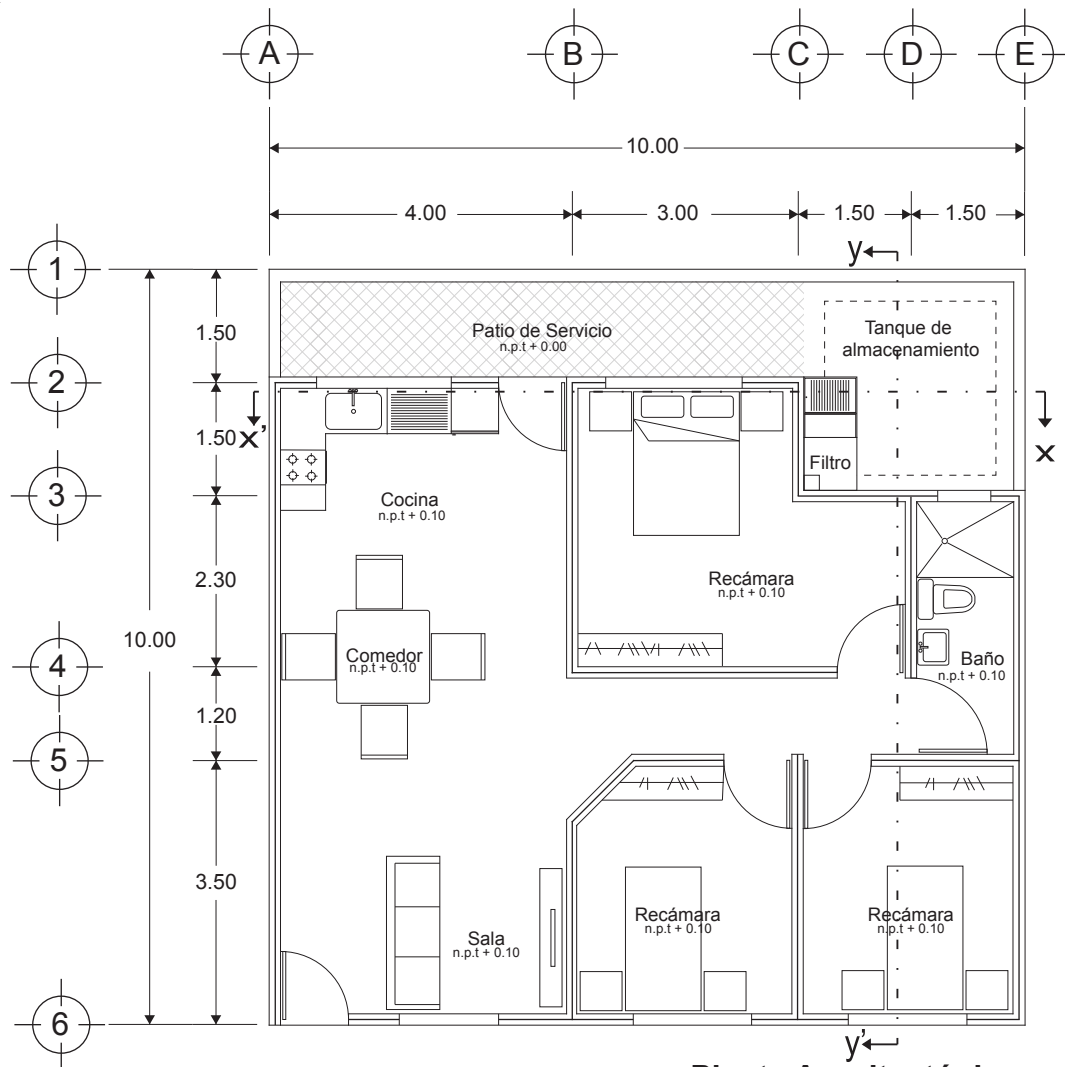 A B C D E
10.00
4.00 3.00 1.50 1.50
y
1
1.50
Patio de Servicio
n.p.t + 0.00
Tanque de
almacenamiento
2
1.50
x'
x
Filtro
3
Cocina
n.p.t + 0.10
2.30
Recámara
n.p.t + 0.10
10.00
4
Comedor
n.p.t + 0.10
Baño
n.p.t + 0.10
1.20
5
3.50
Sala
n.p.t + 0.10
Recámara
n.p.t + 0.10
Recámara
n.p.t + 0.10
6
y'